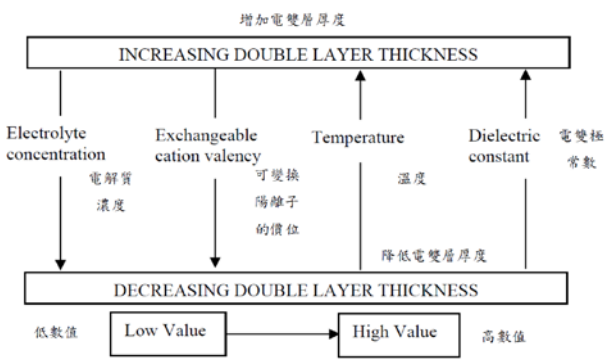 增加電雙層厚度
INCREASING DOUBLE LAYER THICKNESS
Electrolyte
concentration
電解質
濃度
Exchangeable
cation valency
可變換
陽離子
的價位
Temperature
溫度
Dielectric
constant
電雙極
常數
降低電雙層厚度
DECREASING DOUBLE LAYER THICKNESS
低數值
Low Value
High Value
高數值